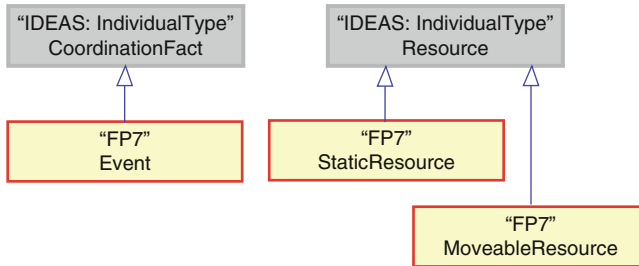 “IDEAS: IndividualType”
CoordinationFact
“IDEAS: IndividualType”
Resource
“FP7”
Event
“FP7”
StaticResource
“FP7”
MoveableResource